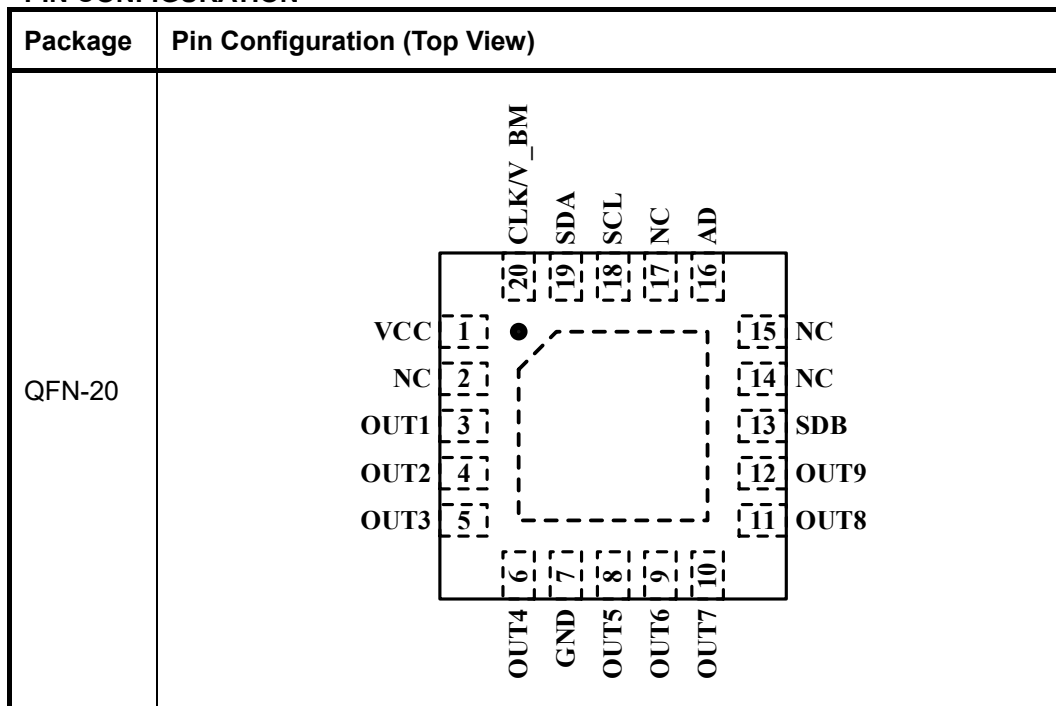 Package
Pin Configuration (Top View)
QFN-20
CLK/V_BM
SDA
SCL
NC
AD
20
19
18
17
16
VCC 1
NC 2
OUT1 3
OUT2 4
OUT3 5
15 NC
14 NC
13 SDB
12 OUT9
11 OUT8
6
7
8
9
10
OUT4
GND
OUT5
OUT6
OUT7